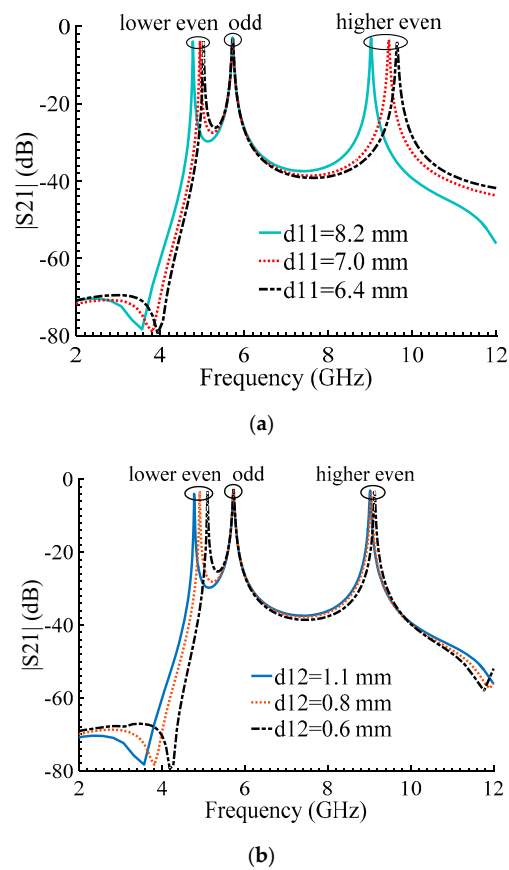 lower even odd higher even
0
-20
-40
-60
-80
|S21| (dB)
d11=8.2 mm
d11=7.0 mm
d11=6.4 mm
2 4 6 8 10 12
Frequency (GHz)
(a)
lower even odd higher even
0
-20
-40
-60
-80
|S21| (dB)
d12=1.1 mm
d12=0.8 mm
d12=0.6 mm
2 4 6 8 10 12
Frequency (GHz)
(b)